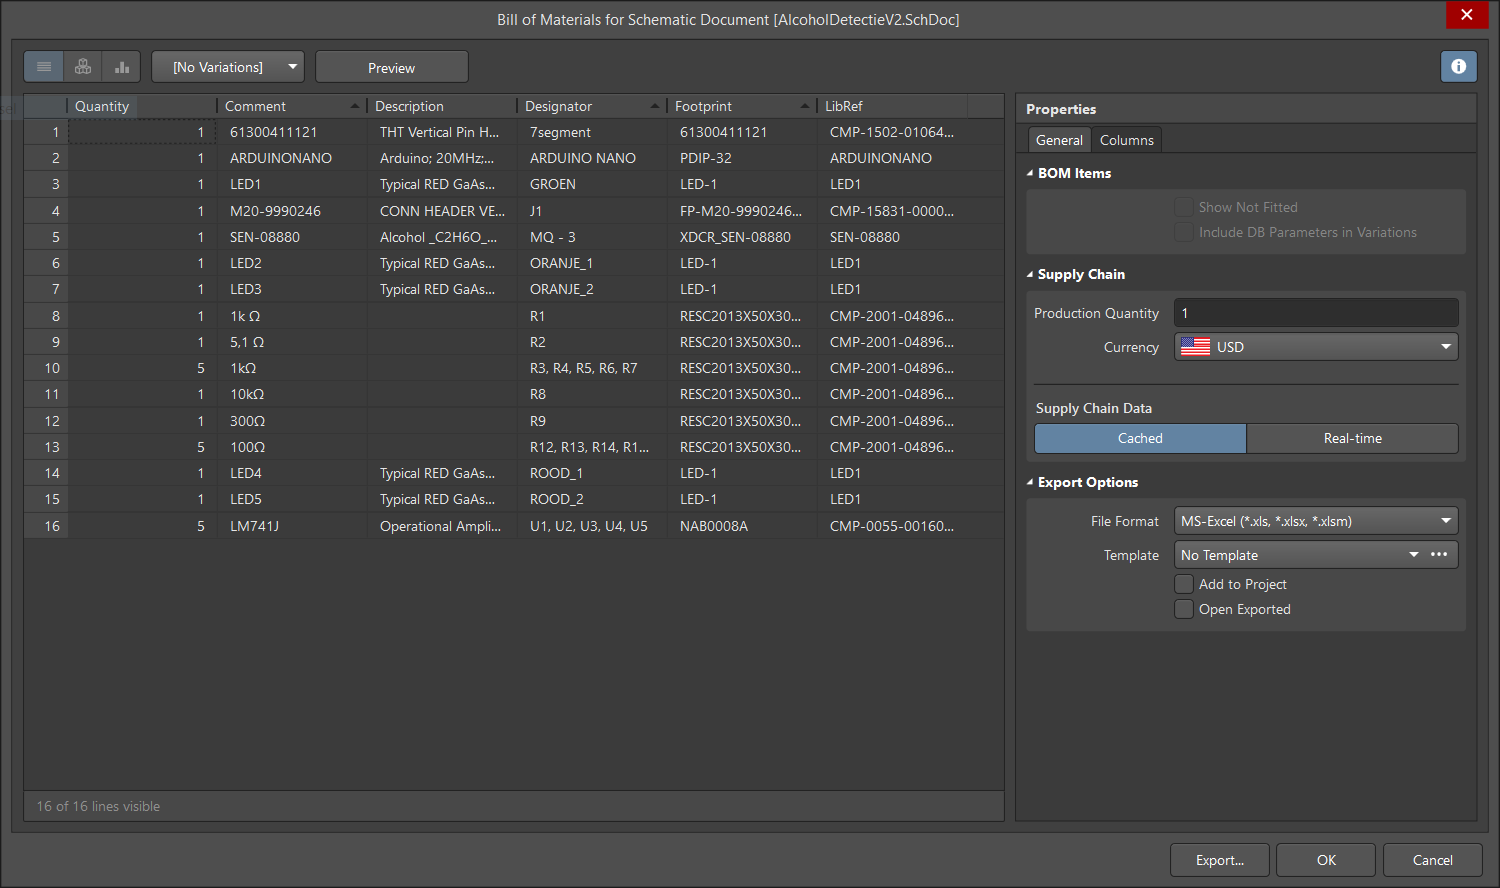 Bill of Materials for Schematic Document [AlcoholDetectieV2.SchDoc]
[No Variations] Preview
Quantity Comment Description Designator Footprint LibRef
1 1 61300411121 THT Vertical Pin H... 7segment 61300411121 CMP-1502-01064...
2 1 ARDUINONANO Arduino; 20MHz;... ARDUINO NANO PDIP-32 ARDUINONANO
3 1 LED1 Typical RED GaAs... GROEN LED-1 LED1
4 1 M20-9990246 CONN HEADER VE... J1 FP-M20-9990246... CMP-15831-0000...
5 1 SEN-08880 Alcohol _C2H6O_... MQ - 3 XDCR_SEN-08880 SEN-08880
6 1 LED2 Typical RED GaAs... ORANJE_1 LED-1 LED1
7 1 LED3 Typical RED GaAs... ORANJE_2 LED-1 LED1
8 1 1k Ω R1 RESC2013X50X30... CMP-2001-04896...
9 1 5,1 Ω R2 RESC2013X50X30... CMP-2001-04896...
10 5 1kΩ R3, R4, R5, R6, R7 RESC2013X50X30... CMP-2001-04896...
11 1 10kΩ R8 RESC2013X50X30... CMP-2001-04896...
12 1 300Ω R9 RESC2013X50X30... CMP-2001-04896...
13 5 100Ω R12, R13, R14, R1... RESC2013X50X30... CMP-2001-04896...
14 1 LED4 Typical RED GaAs... ROOD_1 LED-1 LED1
15 1 LED5 Typical RED GaAs... ROOD_2 LED-1 LED1
16 5 LM741J Operational Ampli... U1, U2, U3, U4, U5 NAB0008A CMP-0055-00160...
16 of 16 lines visible
Properties
General Columns
BOM Items
Show Not Fitted
Include DB Parameters in Variations
Supply Chain
Production Quantity 1
Currency USD
Supply Chain Data
Cached Real-time
Export Options
File Format MS-Excel (*.xls, *.xlsx, *.xlsm)
Template No Template
Add to Project
Open Exported
Export... OK Cancel